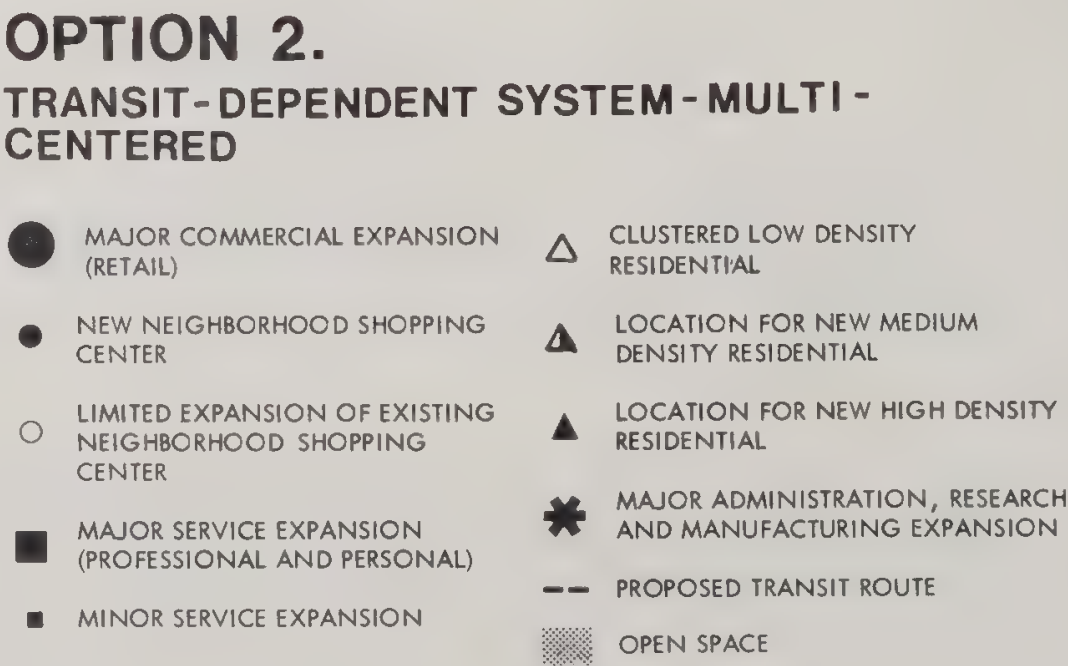 OPTION 2.
TRANSIT-DEPENDENT SYSTEM-MULTI-
CENTERED
MAJOR COMMERCIAL EXPANSION
(RETAIL)
NEW NEIGHBORHOOD SHOPPING
CENTER
LIMITED EXPANSION OF EXISTING
NEIGHBORHOOD SHOPPING
CENTER
MAJOR SERVICE EXPANSION
(PROFESSIONAL AND PERSONAL)
MINOR SERVICE EXPANSION
CLUSTERED LOW DENSITY
RESIDENTIAL
LOCATION FOR NEW MEDIUM
DENSITY RESIDENTIAL
LOCATION FOR NEW HIGH DENSITY
RESIDENTIAL
MAJOR ADMINISTRATION, RESEARCH
AND MANUFACTURING EXPANSION
PROPOSED TRANSIT ROUTE
OPEN SPACE